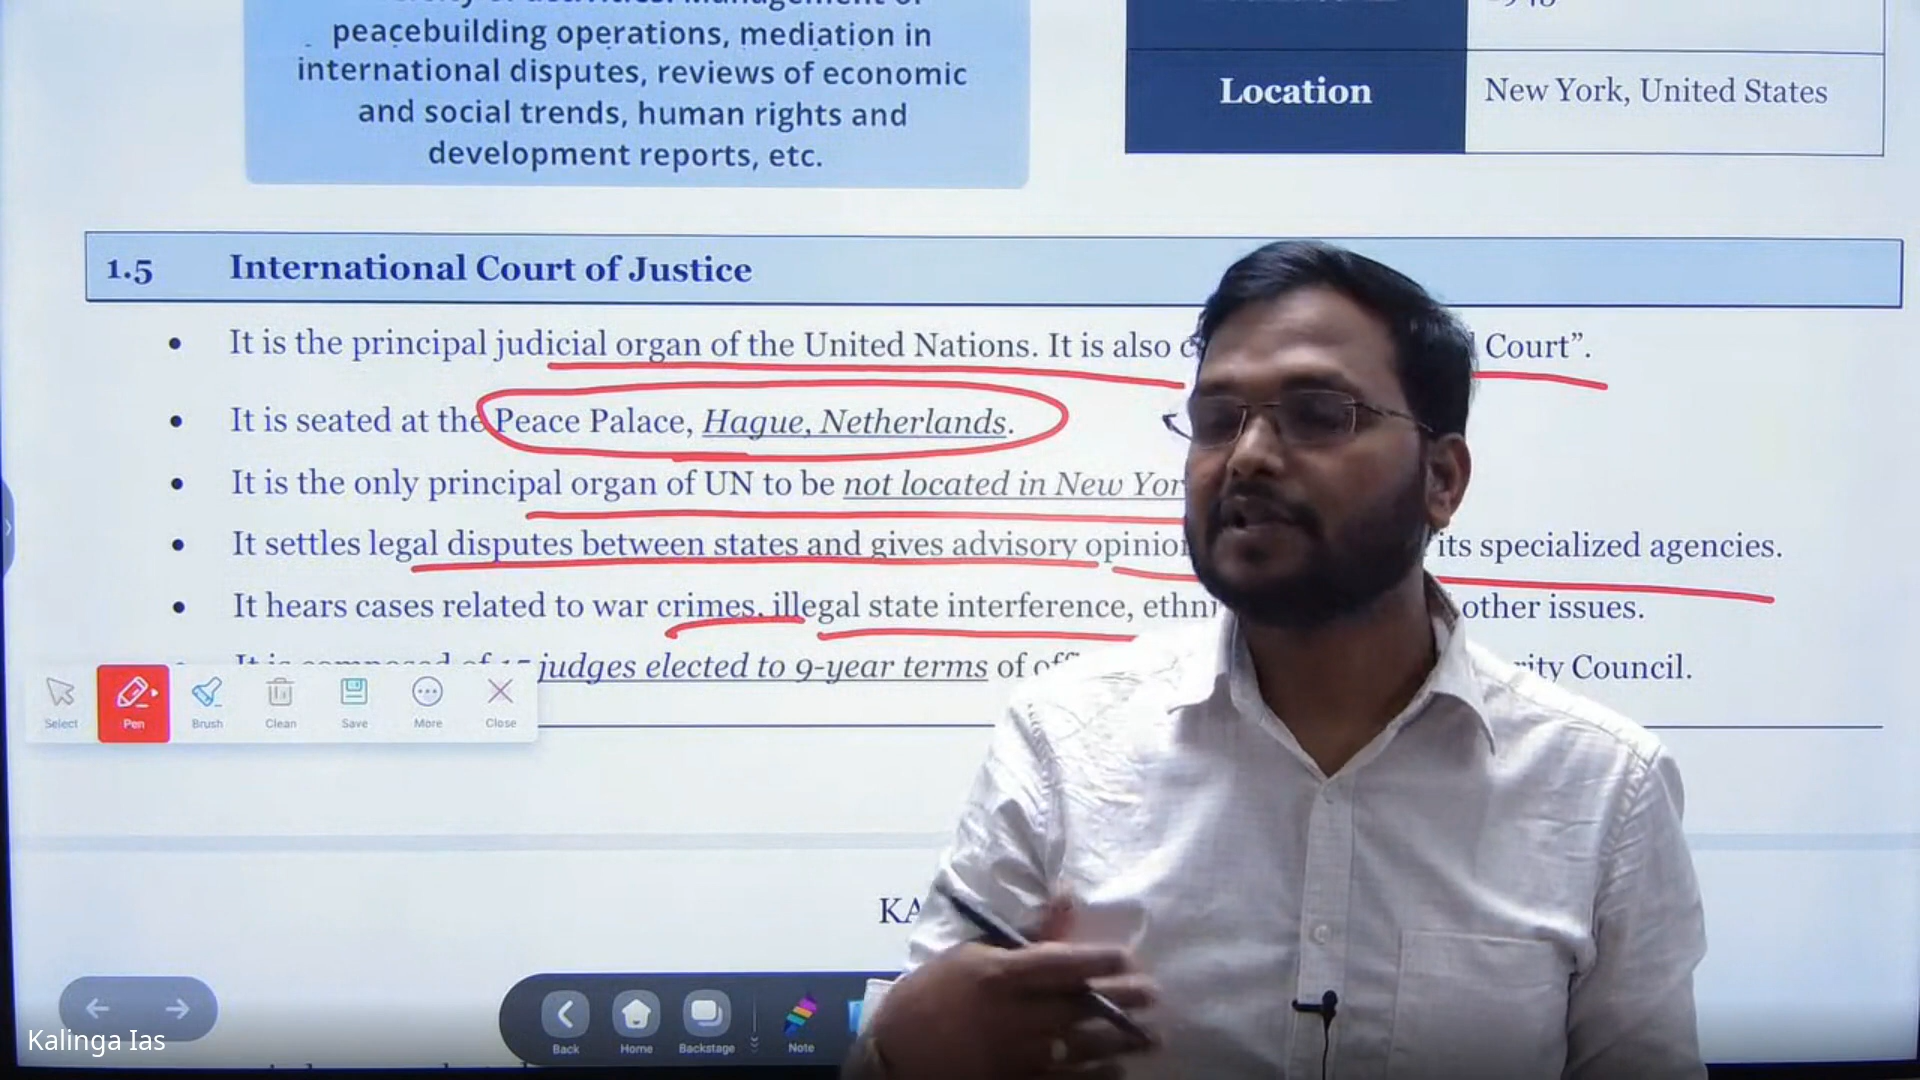 peacebuilding operations, mediation in
international disputes, reviews of economic
and social trends, human rights and
development reports, etc.
Location New York, United States
1.5 International Court of Justice
• It is the principal judicial organ of the United Nations. It is also Court”.
• It is seated at the Peace Palace, Hague, Netherlands.
• It is the only principal organ of UN to be not located in New
• It settles legal disputes between states and gives advisory its specialized agencies.
• It hears cases related to war crimes, illegal state interference, other issues.
judges elected to 9-year terms of Council.
Select Pen Brush Clean Save More Close
Back Home Backstage Note
Kalinga Ias